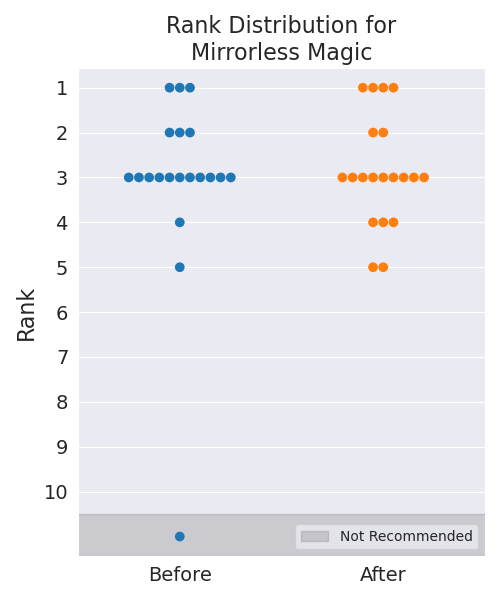 Rank Distribution for
Mirrorless Magic
Rank
1
2
3
4
5
6
7
8
9
10
Not Recommended
Before
After